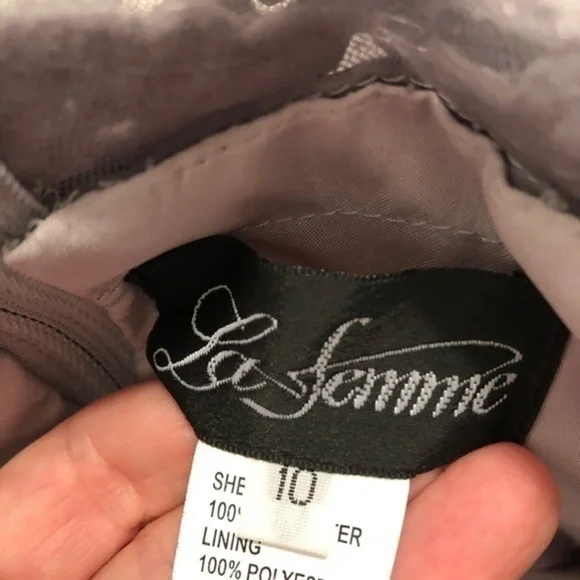 La femme
10
SHE
100% ER
LINING
100% POLYES